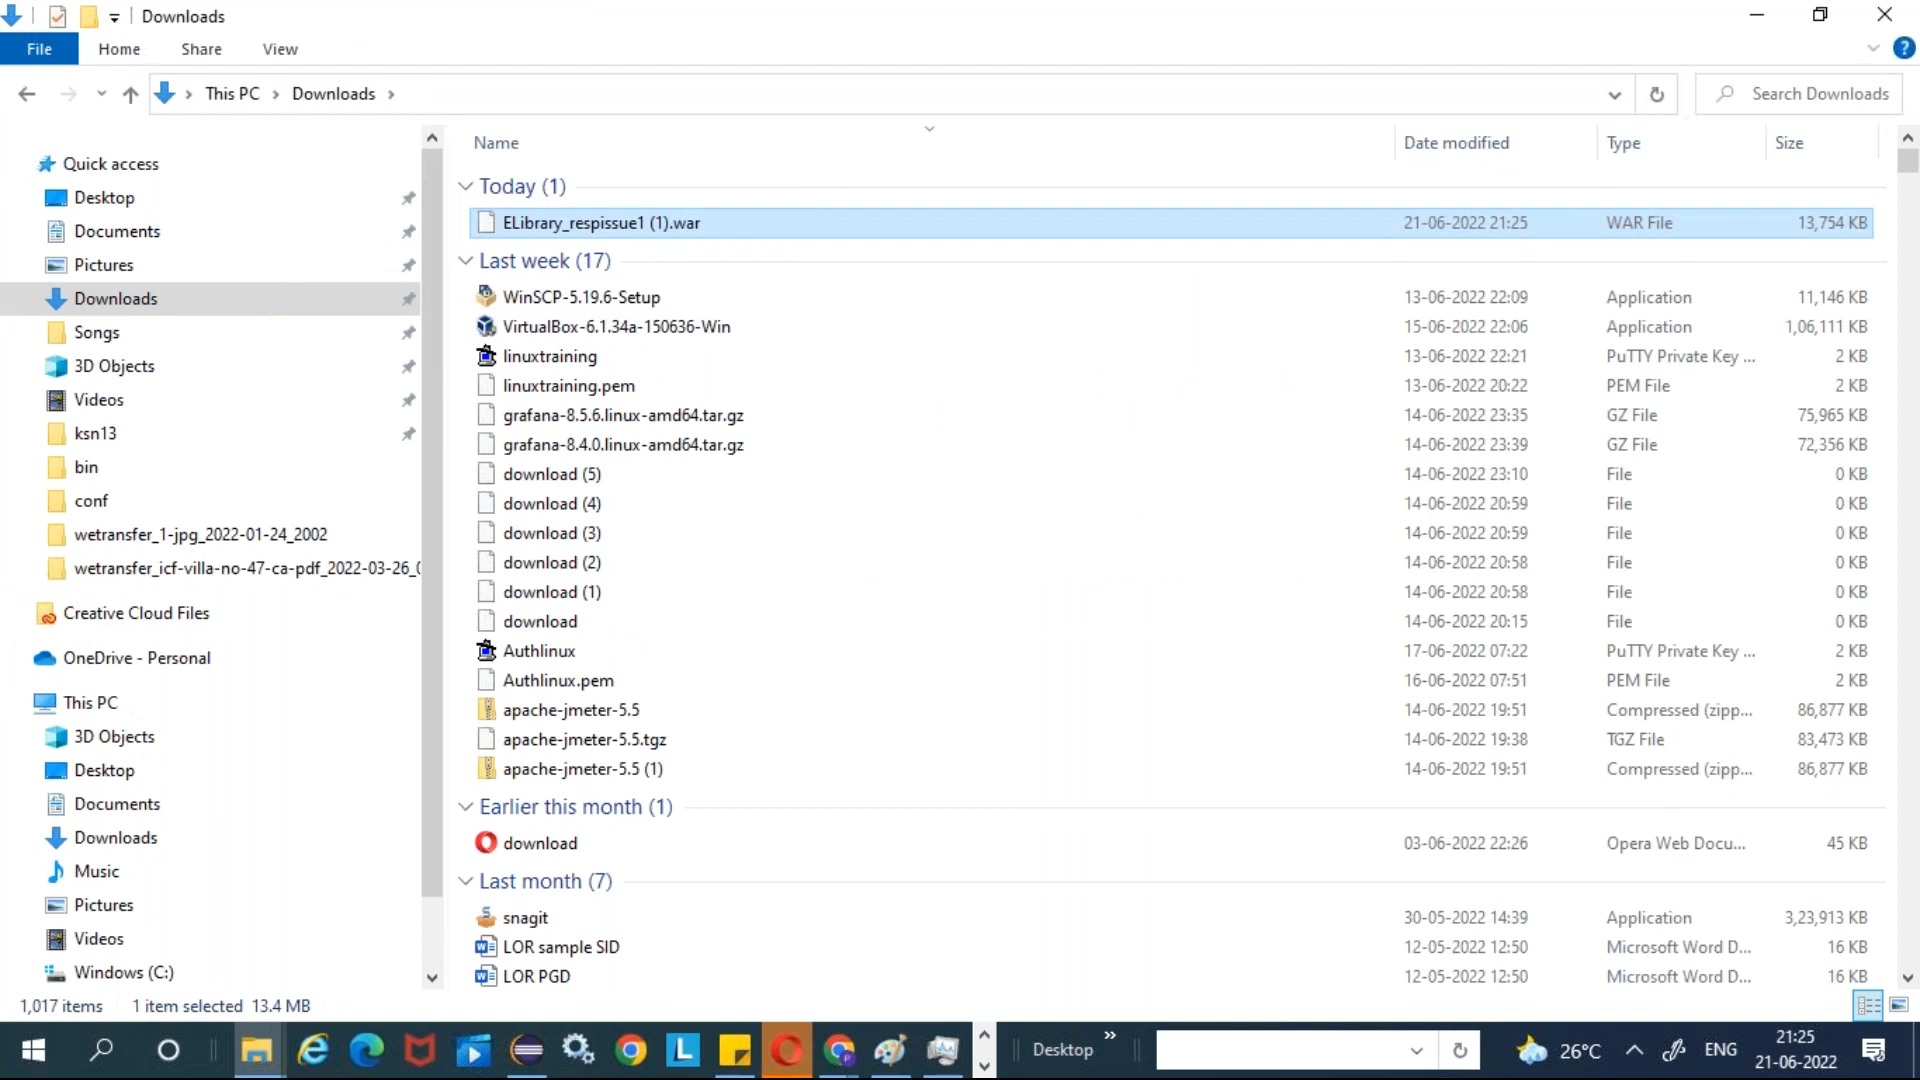 Downloads
File Home Share View
This PC Downloads
Search Downloads
Name Date modified Type Size
Quick access
Desktop
Documents
Pictures
Downloads
Songs
3D Objects
Videos
ksn13
bin
conf
wetransfer_1-jpg_2022-01-24_2002
wetransfer_icf-villa-no-47-ca-pdf_2022-03-26_
Creative Cloud Files
OneDrive - Personal
This PC
3D Objects
Desktop
Documents
Downloads
Music
Pictures
Videos
Windows (C:)
Today (1)
ELibrary_respissue1 (1).war 21-06-2022 21:25 WAR File 13,754 KB
Last week (17)
WinSCP-5.19.6-Setup 13-06-2022 22:09 Application 11,146 KB
VirtualBox-6.1.34a-150636-Win 15-06-2022 22:06 Application 1,06,111 KB
linuxtraining 13-06-2022 22:21 PuTTY Private Key ... 2 KB
linuxtraining.pem 13-06-2022 20:22 PEM File 2 KB
grafana-8.5.6.linux-amd64.tar.gz 14-06-2022 23:35 GZ File 75,965 KB
grafana-8.4.0.linux-amd64.tar.gz 14-06-2022 23:39 GZ File 72,356 KB
download (5) 14-06-2022 23:10 File 0 KB
download (4) 14-06-2022 20:59 File 0 KB
download (3) 14-06-2022 20:59 File 0 KB
download (2) 14-06-2022 20:58 File 0 KB
download (1) 14-06-2022 20:58 File 0 KB
download 14-06-2022 20:15 File 0 KB
Authlinux 17-06-2022 07:22 PuTTY Private Key ... 2 KB
Authlinux.pem 16-06-2022 07:51 PEM File 2 KB
apache-jmeter-5.5 14-06-2022 19:51 Compressed (zipp... 86,877 KB
apache-jmeter-5.5.tgz 14-06-2022 19:38 TGZ File 83,473 KB
apache-jmeter-5.5 (1) 14-06-2022 19:51 Compressed (zipp... 86,877 KB
Earlier this month (1)
download 03-06-2022 22:26 Opera Web Docu... 45 KB
Last month (7)
snagit 30-05-2022 14:39 Application 3,23,913 KB
LOR sample SID 12-05-2022 12:50 Microsoft Word D... 16 KB
LOR PGD 12-05-2022 12:50 Microsoft Word D... 16 KB
1,017 items 1 item selected 13.4 MB
Desktop
26°C ENG
21:25
21-06-2022